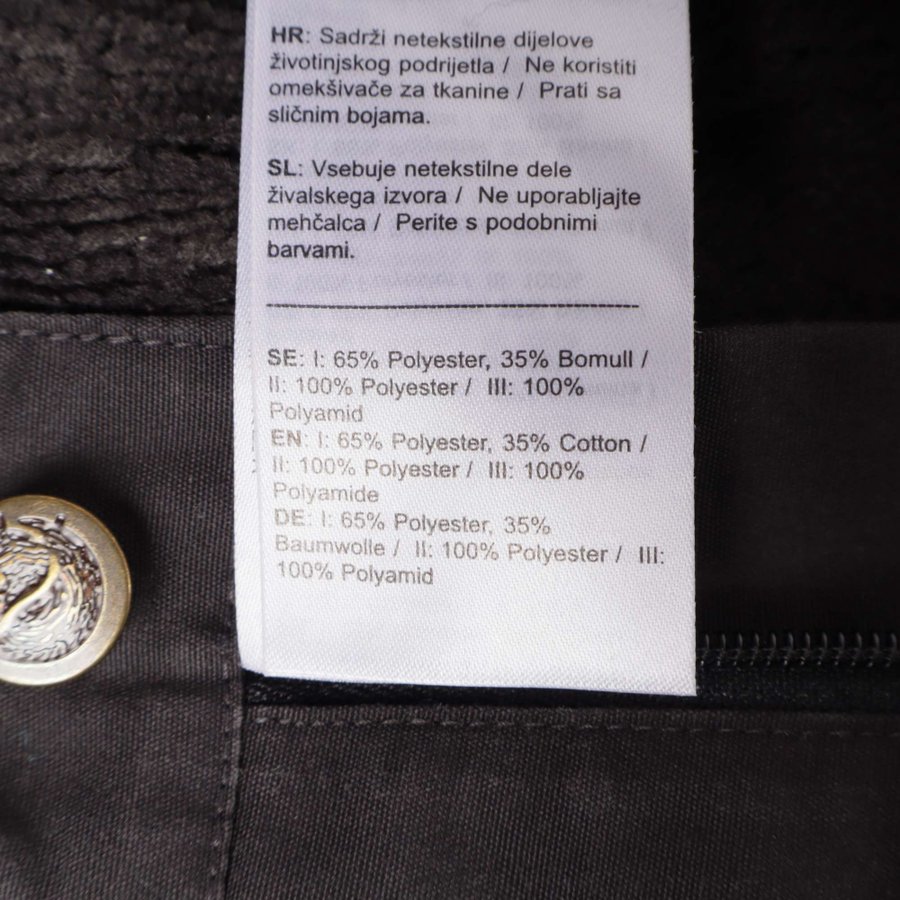 HR: Sadrži netekstilne dijelove
životinjskog podrijetla / Ne koristiti
omekšivače za tkanine / Prati sa
sličnim bojama.
SL: Vsebuje netekstilne dele
živalskega izvora / Ne uporabljajte
mehčalca / Perite s podobnimi
barvami.
SE: I: 65% Polyester, 35% Bomull /
II: 100% Polyester / III: 100%
Polyamid
EN: I: 65% Polyester, 35% Cotton /
II: 100% Polyester / III: 100%
Polyamide
DE: I: 65% Polyester, 35%
Baumwolle / II: 100% Polyester / III:
100% Polyamid